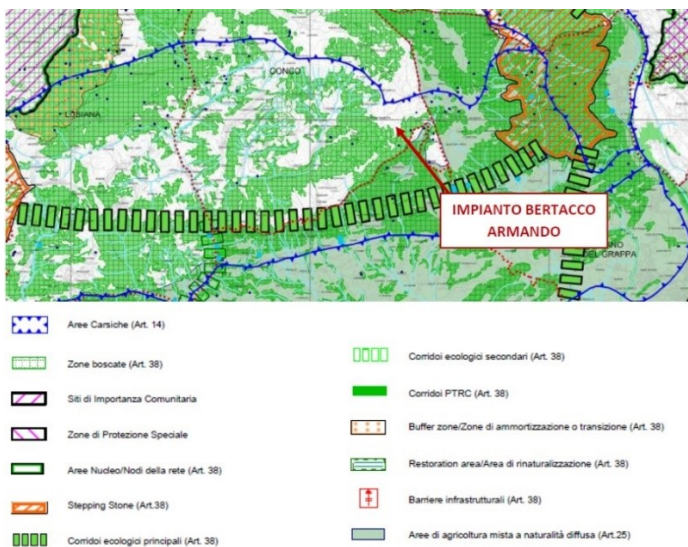 CONCO
LUSIANA
IMPIANTO BERTACCO
ARMANDO
DEL GRAPPA
Aree Carsiche (Art. 14)
Zone boscate (Art. 38)
Siti di Importanza Comunitaria
Zone di Protezione Speciale
Aree Nucleo/Nodi della rete (Art. 38)
Stepping Stone (Art.38)
Corridoi ecologici principali (Art. 38)
Corridoi ecologici secondari (Art. 38)
Corridoi PTRC (Art. 38)
Buffer zone/Zone di ammortizzazione o transizione (Art. 38)
Restoration area/Area di rinaturalizzazione (Art. 38)
Barriere infrastrutturali (Art. 38)
Aree di agricoltura mista a naturalità diffusa (Art.25)